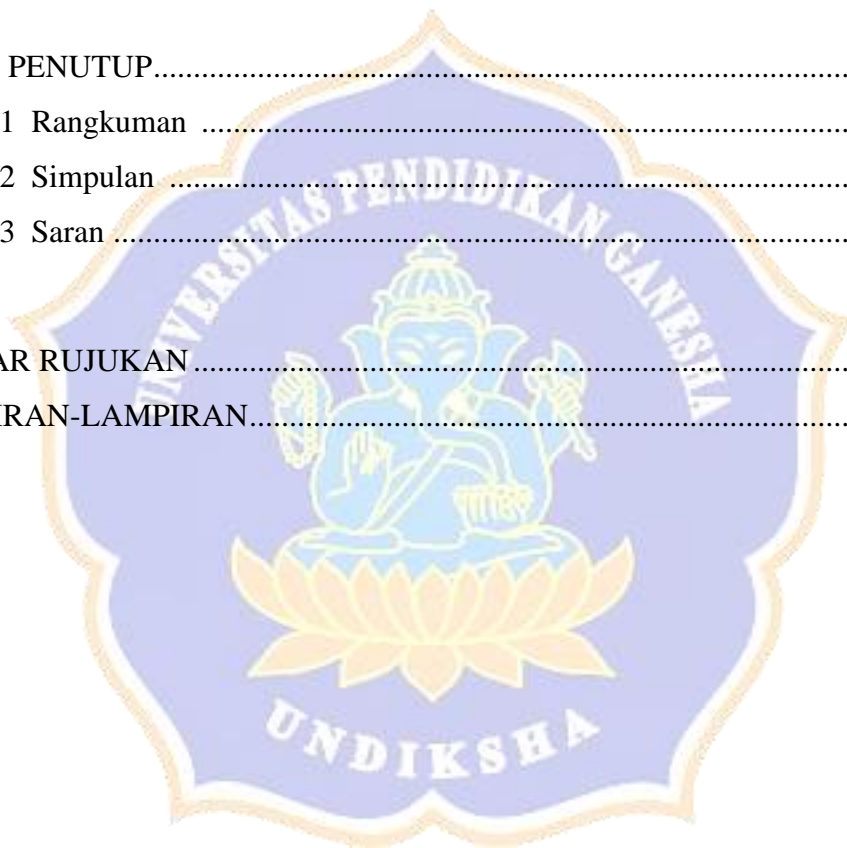 PENUTUP....................................................................................
1 Rangkuman ..............................................................................
2 Simpulan ..................................................................................
3 Saran .........................................................................................
AR RUJUKAN...............................................................................
IRAN-LAMPIRAN........................................................................
UNIVERSITAS PENDIDIKAN GANESHA
UNDIKSHA